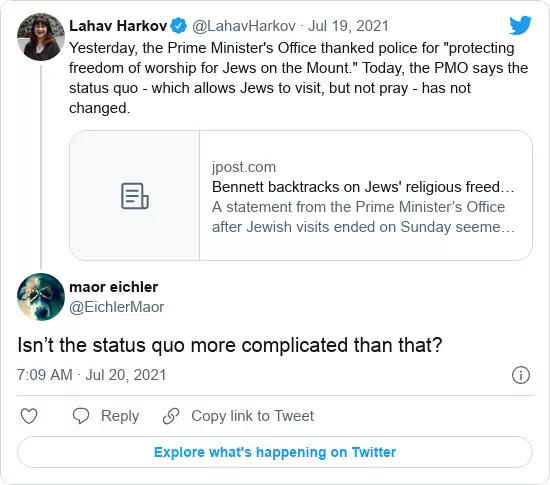 Lahav Harkov @LahavHarkov · Jul 19, 2021
Yesterday, the Prime Minister's Office thanked police for "protecting
freedom of worship for Jews on the Mount." Today, the PMO says the
status quo - which allows Jews to visit, but not pray - has not
changed.
jpost.com
Bennett backtracks on Jews' religious freed…
A statement from the Prime Minister’s Office
after Jewish visits ended on Sunday seeme…
maor eichler
@EichlerMaor
Isn’t the status quo more complicated than that?
7:09 AM · Jul 20, 2021
Reply
Copy link to Tweet
Explore what's happening on Twitter